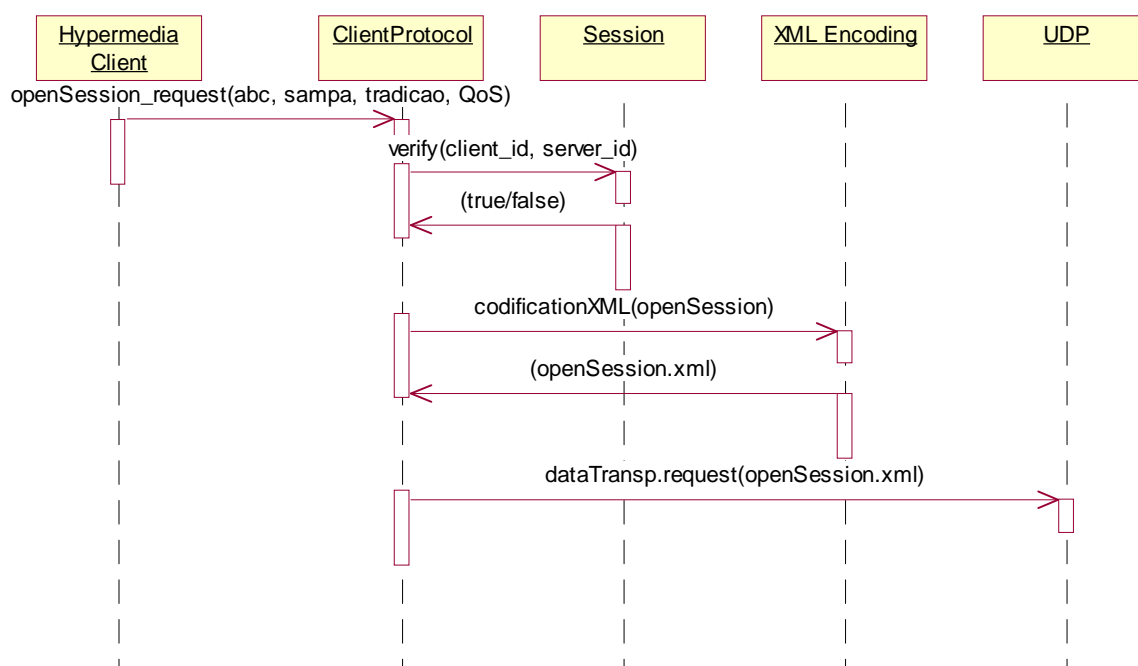 Hypermedia
Client
ClientProtocol
Session
XML Encoding
UDP
openSession_request(abc, sampa, tradicao, QoS)
verify(client_id, server_id)
(true/false)
codificationXML(openSession)
(openSession.xml)
dataTransp.request(openSession.xml)